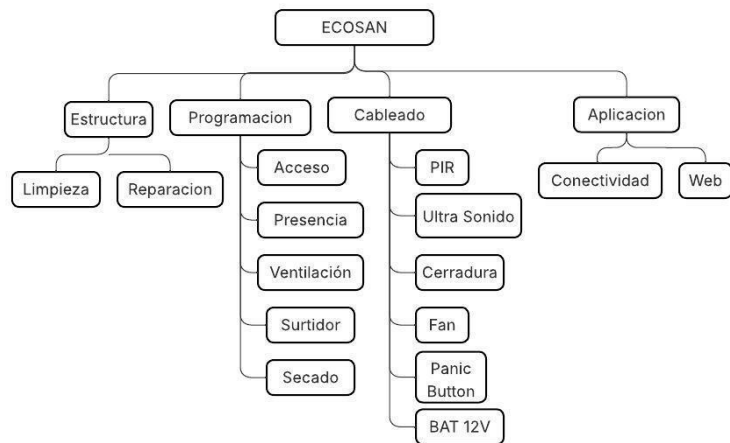 ECOSAN
Estructura
Programacion
Cableado
Aplicacion
Limpieza
Reparacion
Acceso
Presencia
Ventilación
Surtidor
Secado
PIR
Ultra Sonido
Cerradura
Fan
Panic
Button
BAT 12V
Conectividad
Web